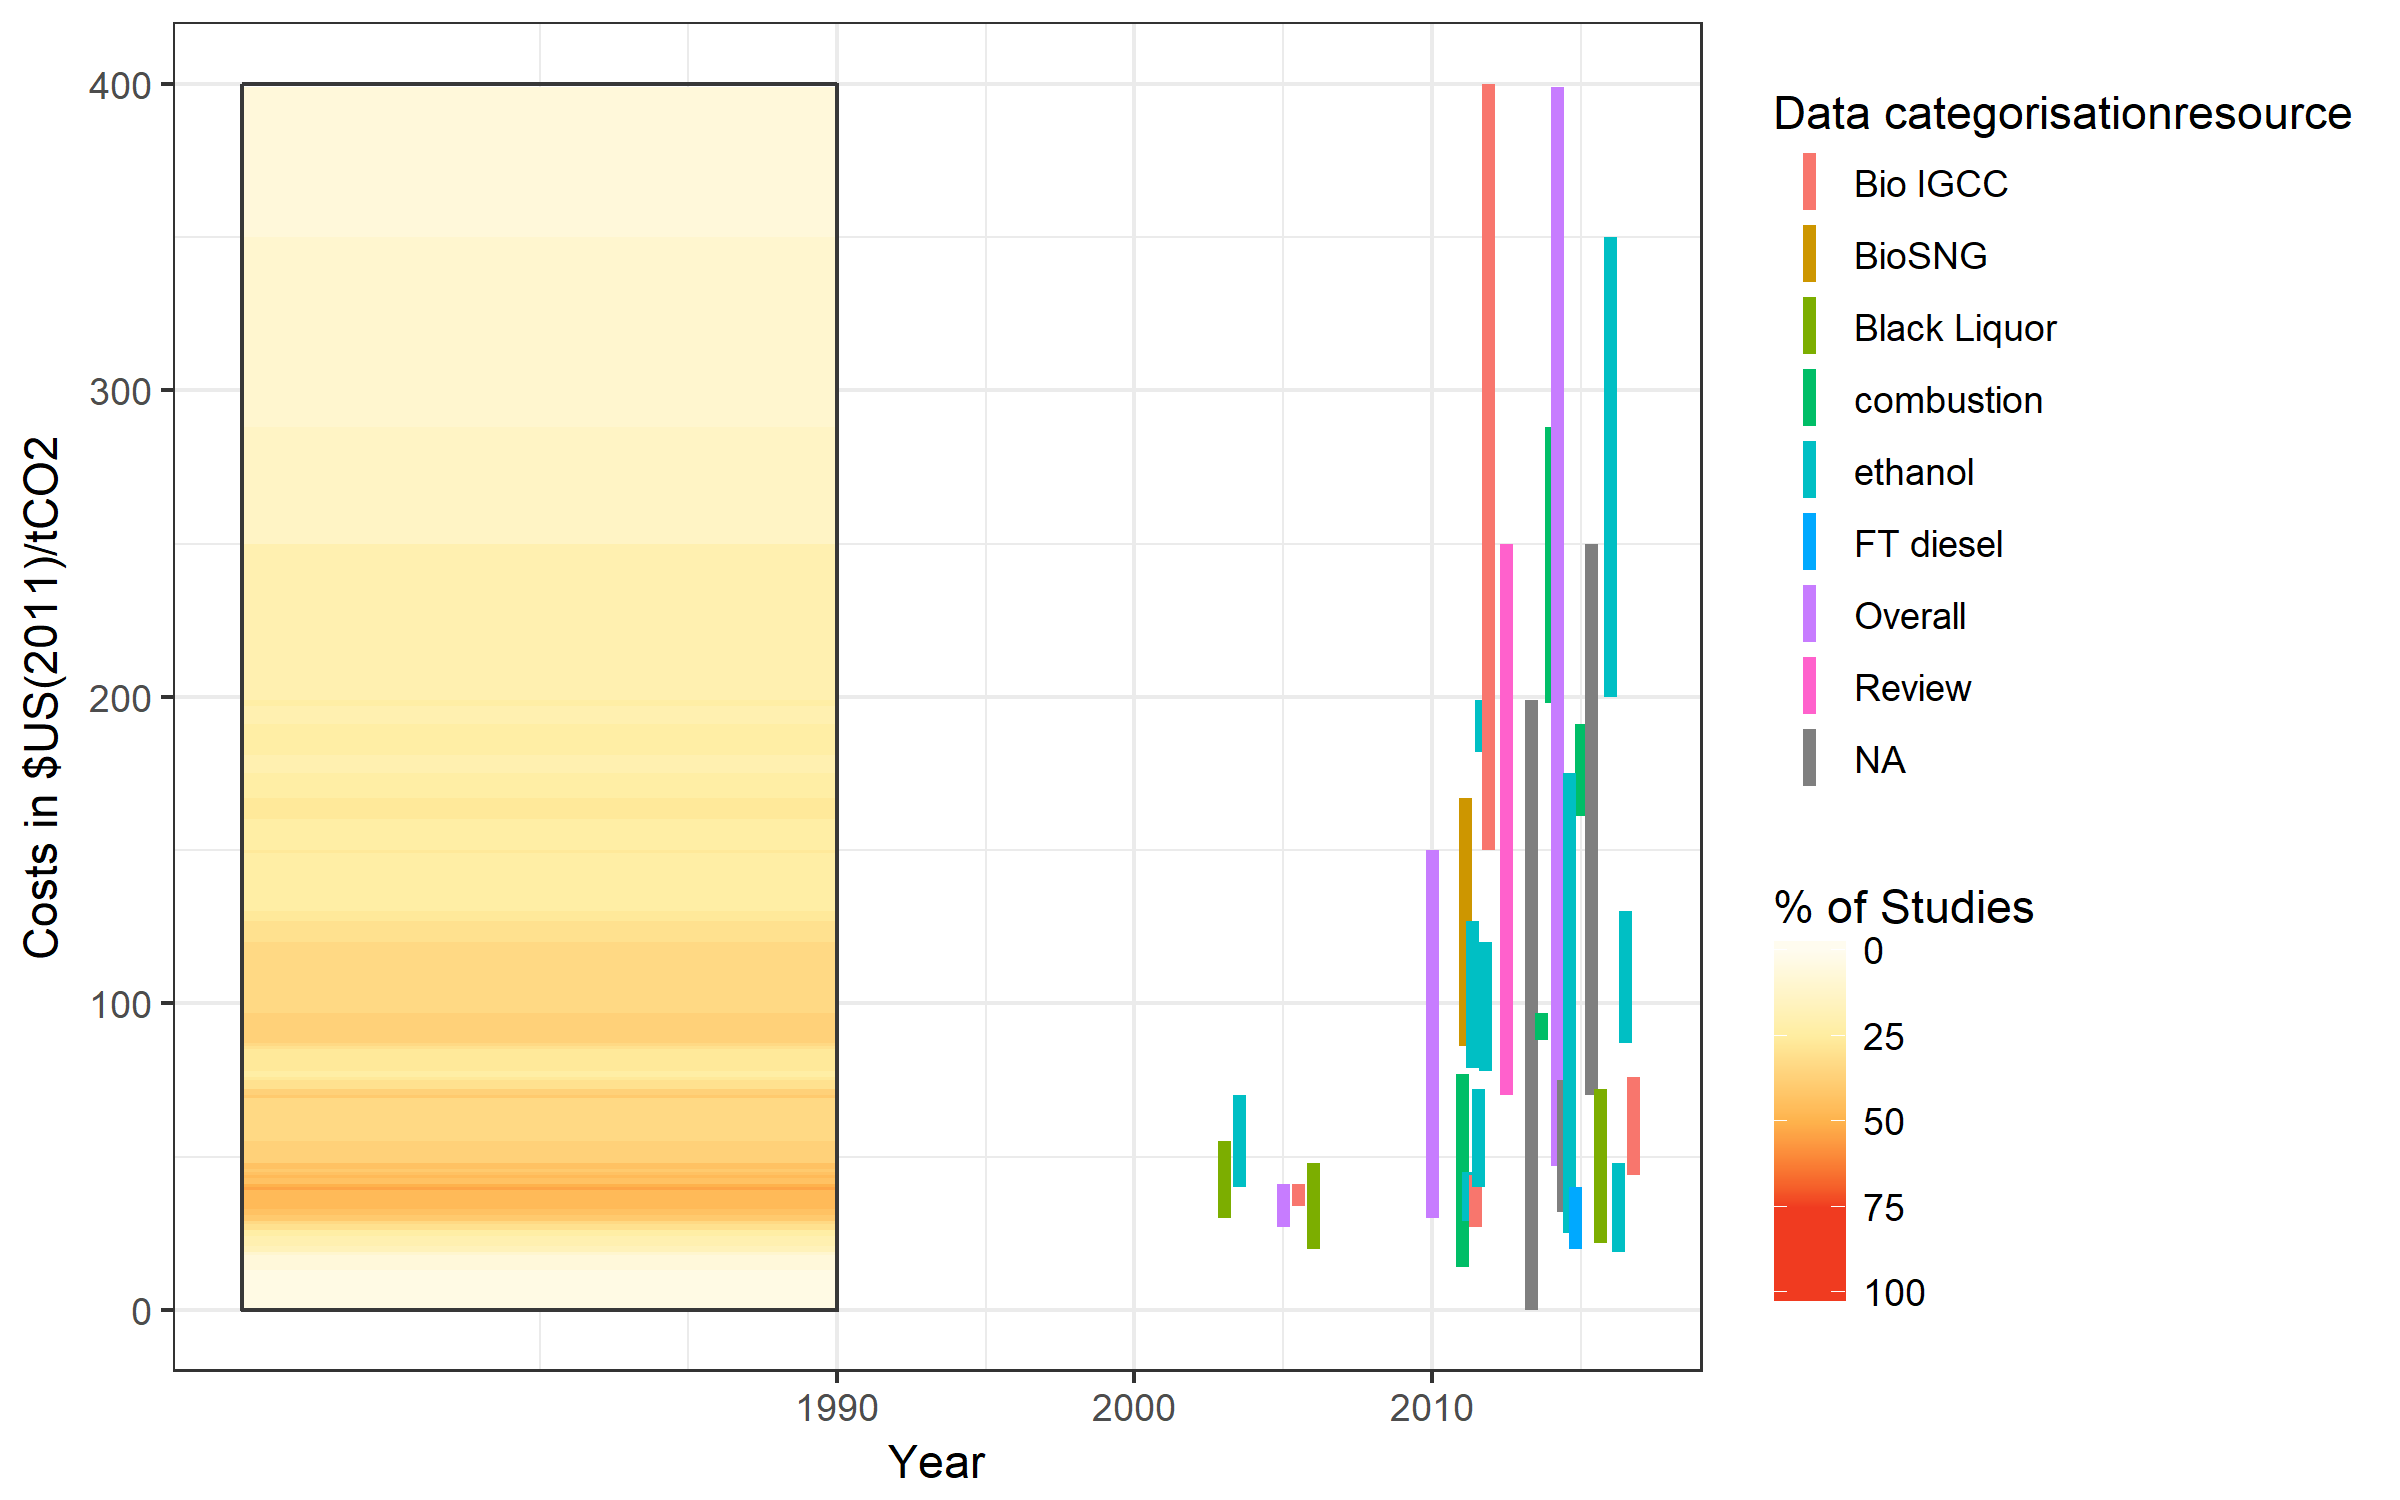 400
300
200
100
0
Costs in $US(2011)/tCO2
1990
2000
2010
Year
Data categorisationresource
Bio IGCC
BioSNG
Black Liquor
combustion
ethanol
FT diesel
Overall
Review
NA
% of Studies
0
25
50
75
100